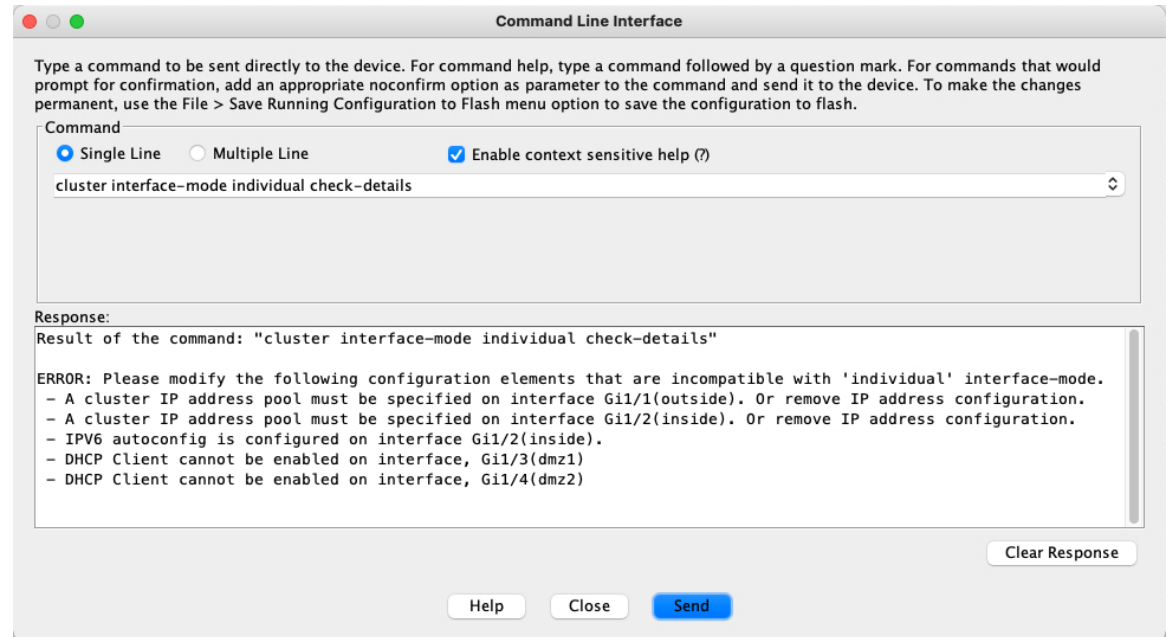 Command Line Interface
Type a command to be sent directly to the device. For command help, type a command followed by a question mark. For commands that would
prompt for confirmation, add an appropriate noconfirm option as parameter to the command and send it to the device. To make the changes
permanent, use the File > Save Running Configuration to Flash menu option to save the configuration to flash.
Command
Single Line Multiple Line Enable context sensitive help (?)
cluster interface-mode individual check-details
Response:
Result of the command: "cluster interface-mode individual check-details"
ERROR: Please modify the following configuration elements that are incompatible with 'individual' interface-mode.
- A cluster IP address pool must be specified on interface Gi1/1(outside). Or remove IP address configuration.
- A cluster IP address pool must be specified on interface Gi1/2(inside). Or remove IP address configuration.
- IPV6 autoconfig is configured on interface Gi1/2(inside).
- DHCP Client cannot be enabled on interface, Gi1/3(dmz1)
- DHCP Client cannot be enabled on interface, Gi1/4(dmz2)
Clear Response
Help Close Send